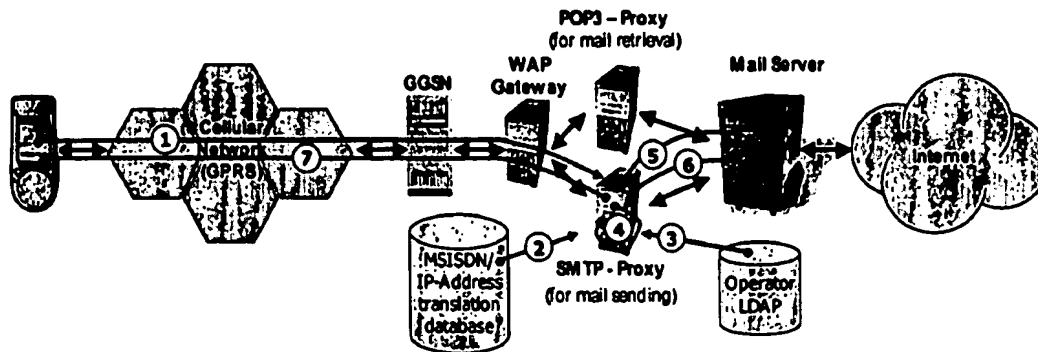 POP3 - Proxy
(for mail retrieval)
WAP
Gateway
GGSN
Mail Server
1
Cellular
Network
(GPRS)
7
5
6
Internet
4
2
3
MSISDN/
IP-Address
translation
database
SMTP - Proxy
(for mail sending)
Operator
LDAP